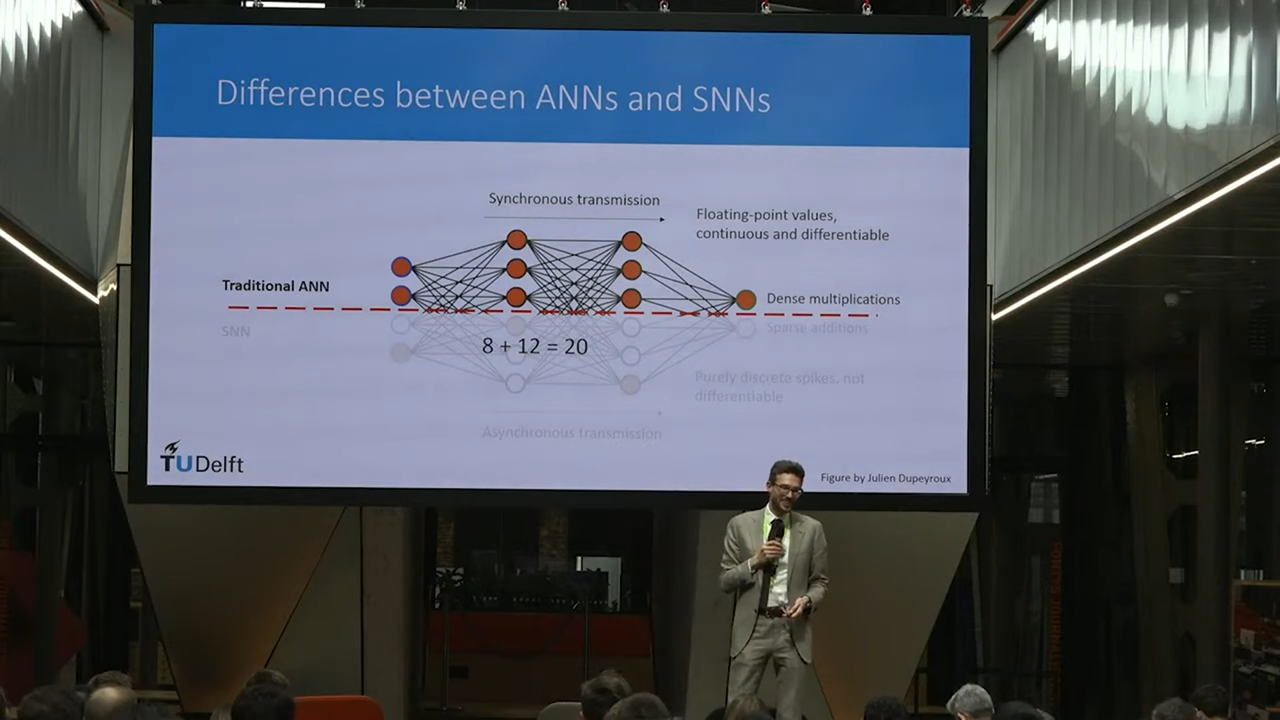 Differences between ANNs and SNNs
Synchronous transmission
Floating-point values,
continuous and differentiable
Traditional ANN
Dense multiplications
SNN
Sparse additions
8 + 12 = 20
Purely discrete spikes, not
differentiable
Asynchronous transmission
TUDelft
Figure by Julien Dupeyroux